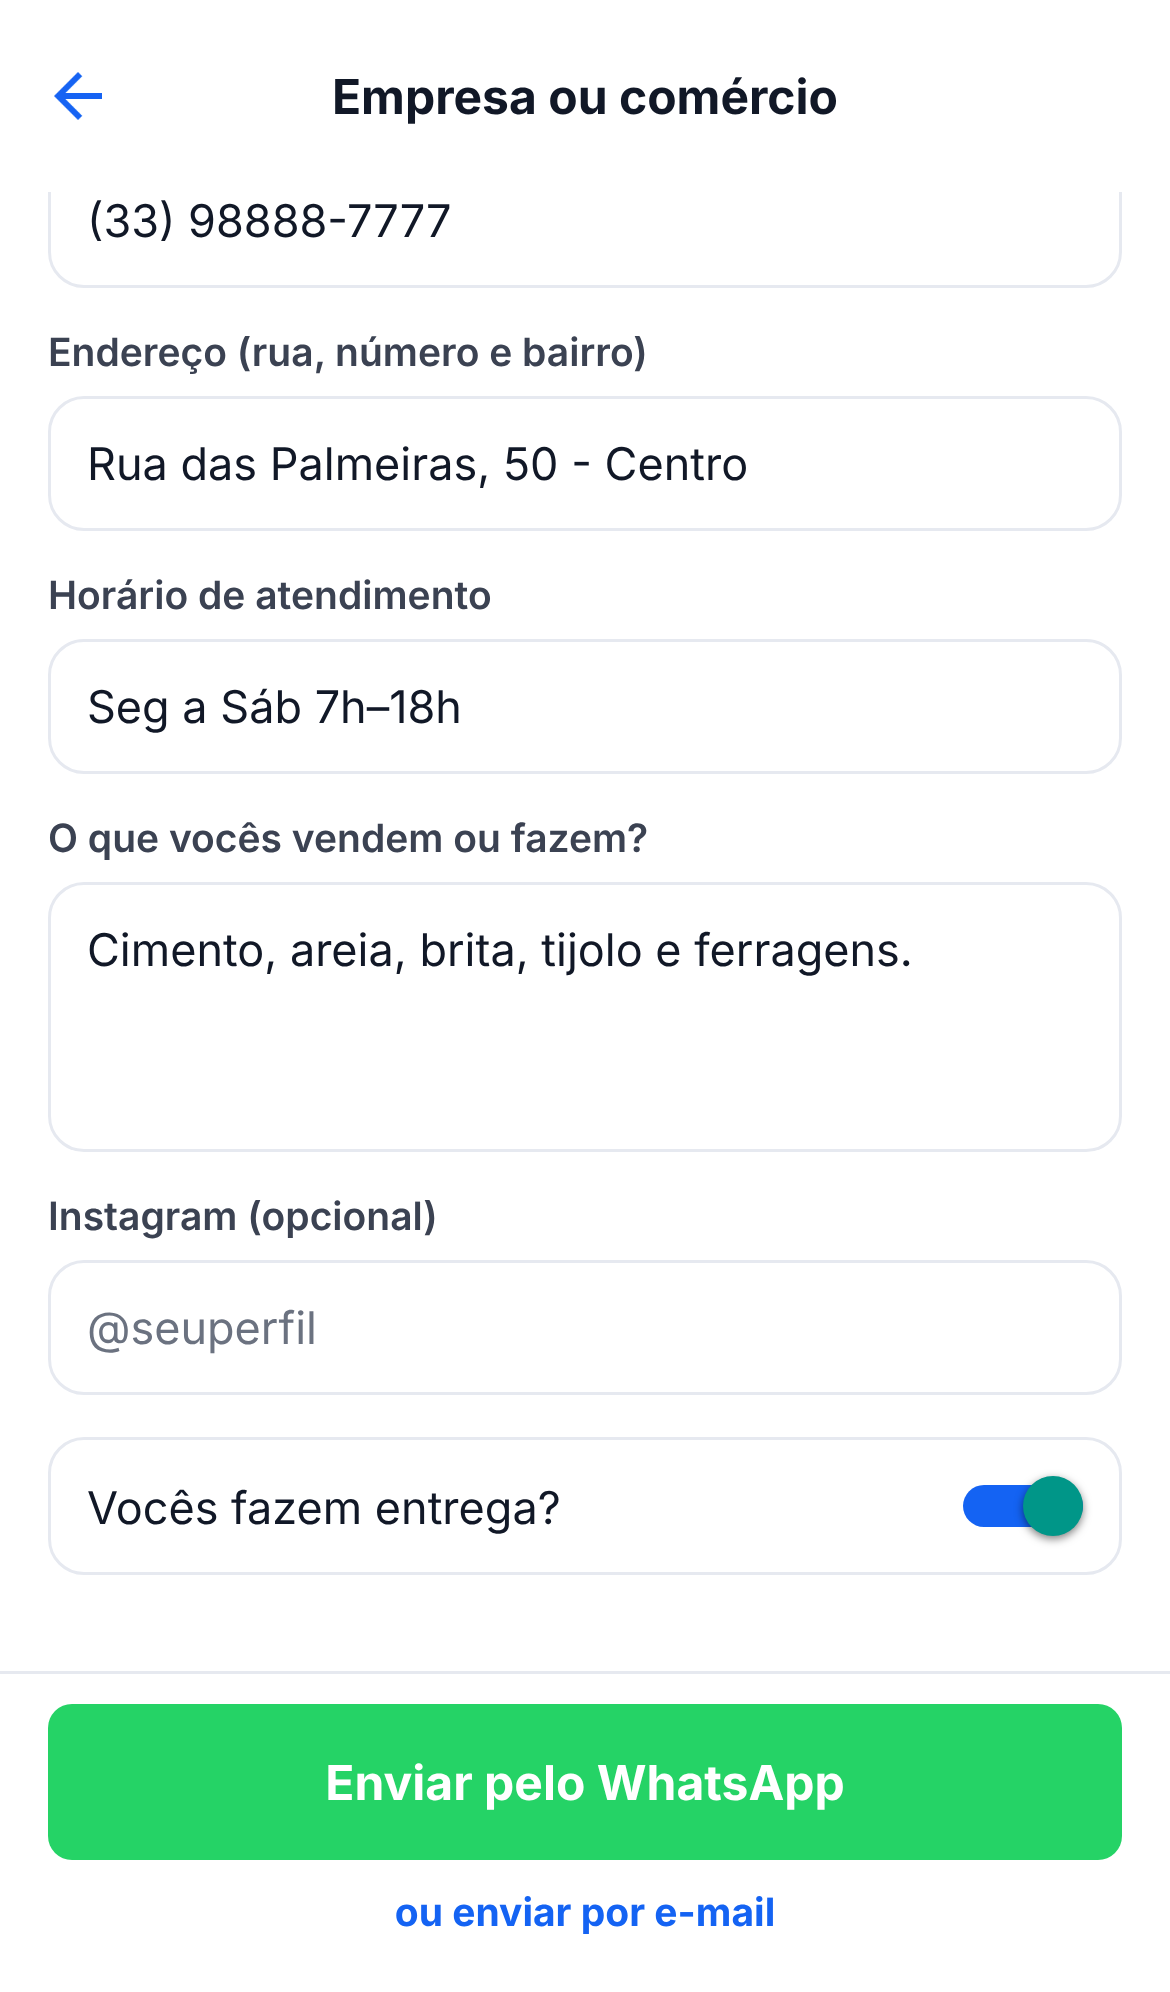 Empresa ou comércio
(33) 98888-7777
Endereço (rua, número e bairro)
Rua das Palmeiras, 50 - Centro
Horário de atendimento
Seg a Sáb 7h–18h
O que vocês vendem ou fazem?
Cimento, areia, brita, tijolo e ferragens.
Instagram (opcional)
@seuperfil
Vocês fazem entrega?
Enviar pelo WhatsApp
ou enviar por e-mail